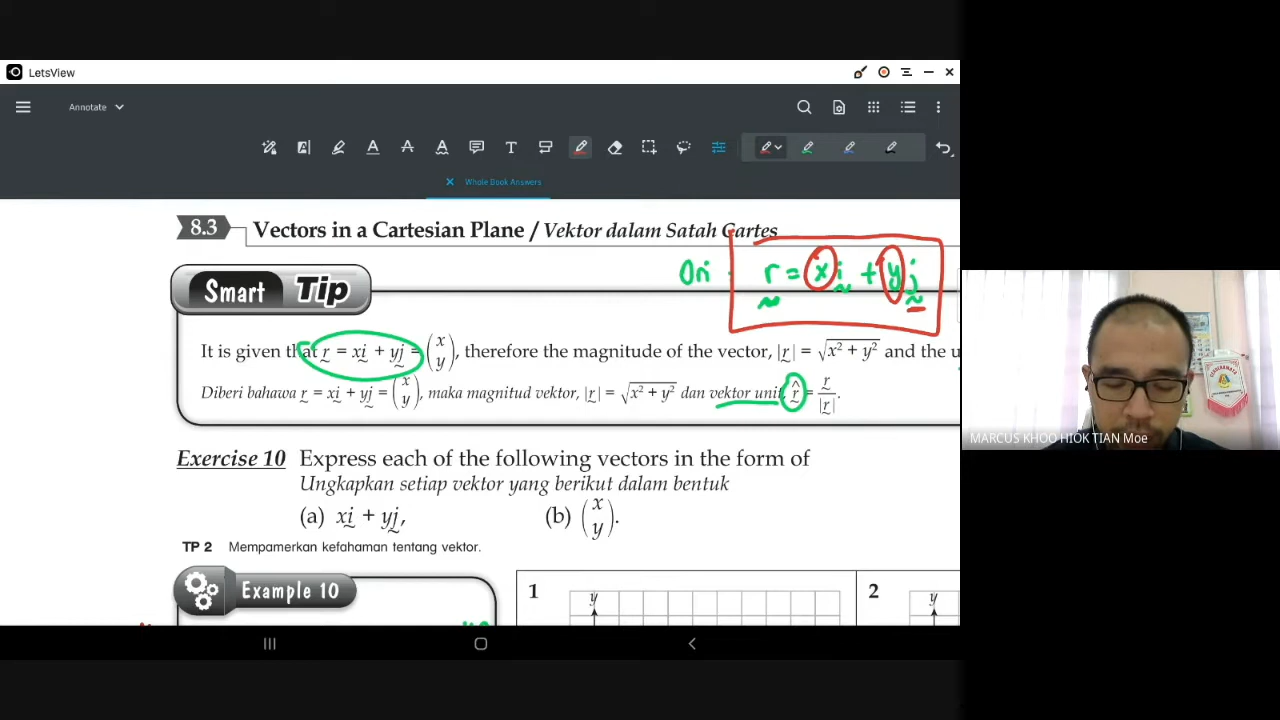 LetsView
Annotate
Whole Book Answers
8.3 Vectors in a Cartesian Plane / Vektor dalam Satah Cartes
Ori r = xi + yj
Smart Tip
It is given that r = xi + yj = (x y), therefore the magnitude of the vector, |r| = √x² + y² and the u
Diberi bahawa r = xi + yj = (x y), maka magnitud vektor, |r| = √x² + y² dan vektor unit, r̂ = r/|r|.
MARCUS KHOO HIOK TIAN Moe
Exercise 10 Express each of the following vectors in the form of
Ungkapkan setiap vektor yang berikut dalam bentuk
(a) xi + yj, (b) (x y).
TP 2 Mempamerkan kefahaman tentang vektor.
Example 10
1 y
2 y